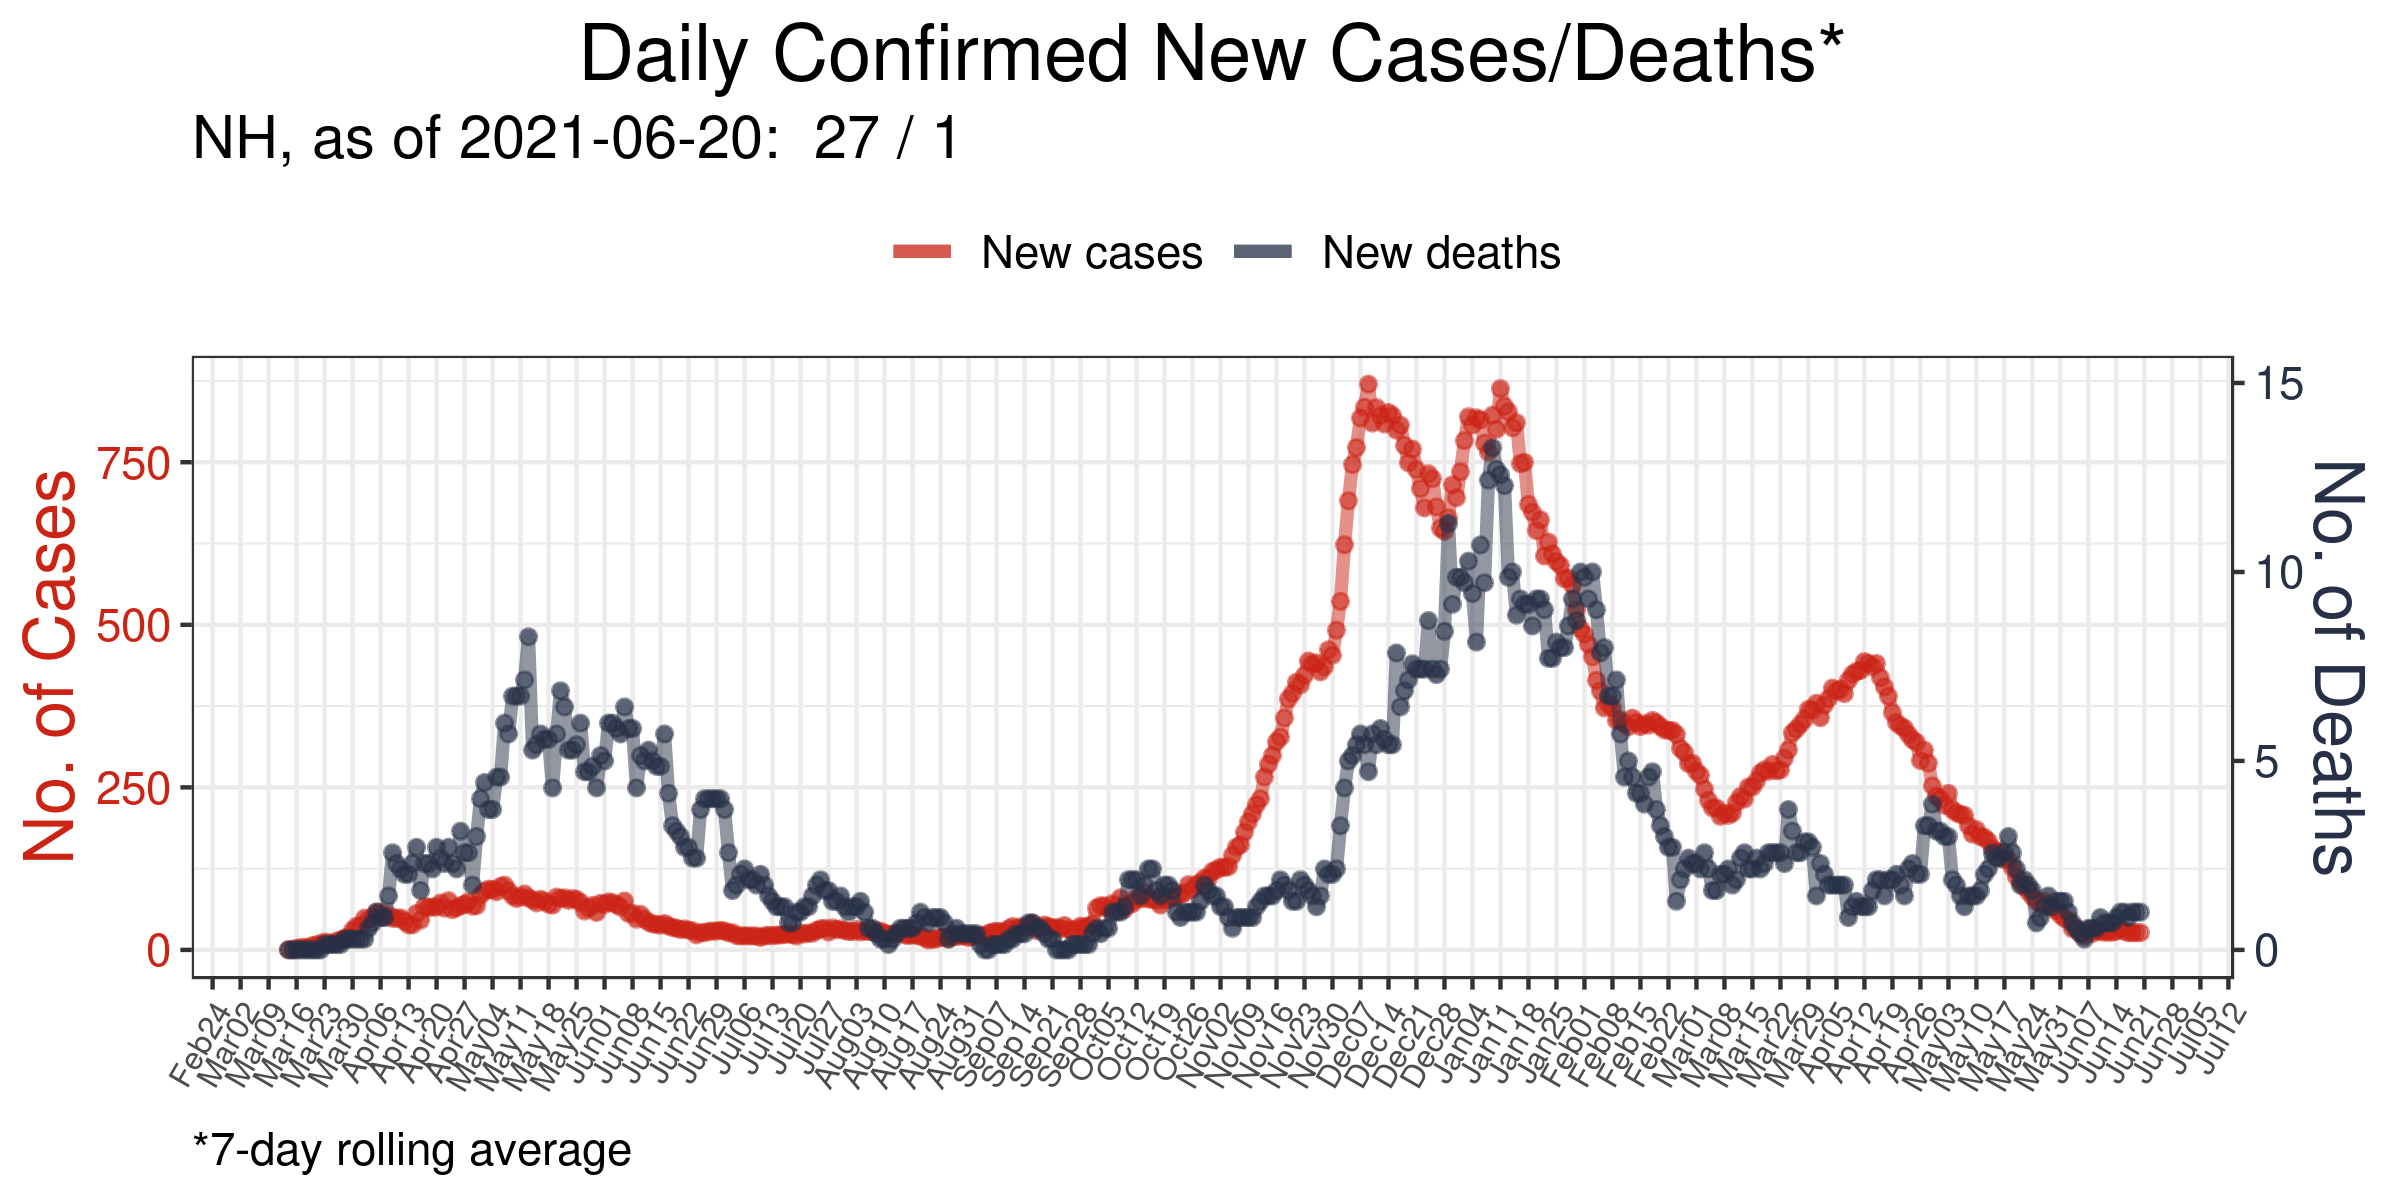 Daily Confirmed New Cases/Deaths*
NH, as of 2021-06-20:  27 / 1
New cases
New deaths
No. of Cases
750
500
250
0
15
10
5
0
No. of Deaths
Feb24
Mar02
Mar09
Mar16
Mar23
Mar30
Apr06
Apr13
Apr20
Apr27
May04
May11
May18
May25
Jun01
Jun08
Jun15
Jun22
Jun29
Jul06
Jul13
Jul20
Jul27
Aug03
Aug10
Aug17
Aug24
Aug31
Sep07
Sep14
Sep21
Sep28
Oct05
Oct12
Oct19
Oct26
Nov02
Nov09
Nov16
Nov23
Nov30
Dec07
Dec14
Dec21
Dec28
Jan04
Jan11
Jan18
Jan25
Feb01
Feb08
Feb15
Feb22
Mar01
Mar08
Mar15
Mar22
Mar29
Apr05
Apr12
Apr19
Apr26
May03
May10
May17
May24
May31
Jun07
Jun14
Jun21
Jun28
Jul05
Jul12
*7-day rolling average